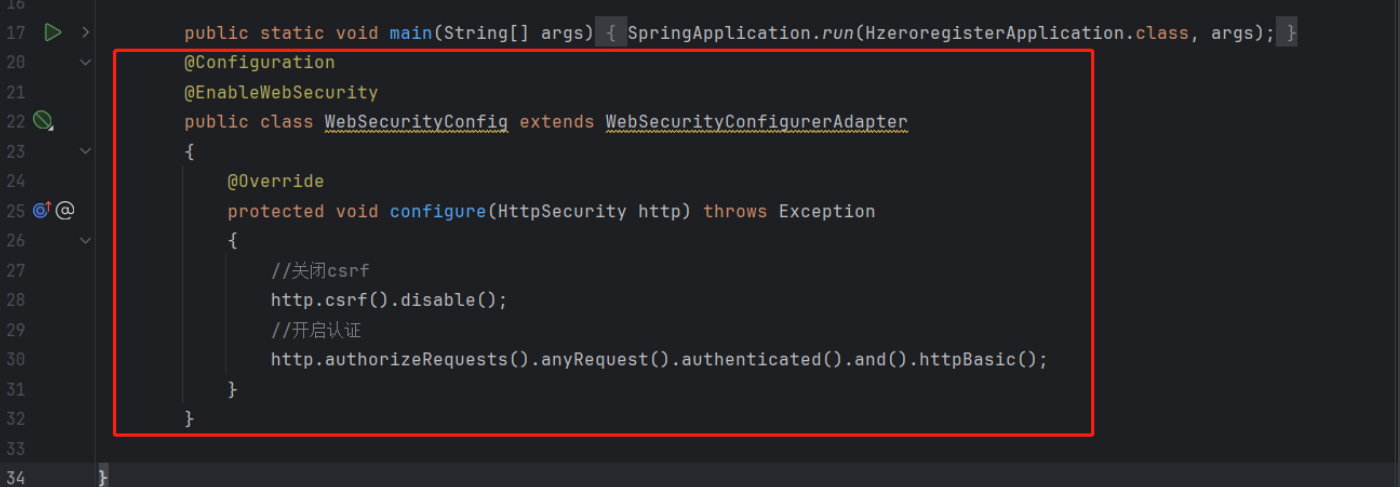 16
17 public static void main(String[] args) { SpringApplication.run(HzeroregisterApplication.class, args); }
20 @Configuration
21 @EnableWebSecurity
22 public class WebSecurityConfig extends WebSecurityConfigurerAdapter
23 {
24 @Override
25 @ protected void configure(HttpSecurity http) throws Exception
26 {
27 //关闭csrf
28 http.csrf().disable();
29 //开启认证
30 http.authorizeRequests().anyRequest().authenticated().and().httpBasic();
31 }
32 }
33
34 }